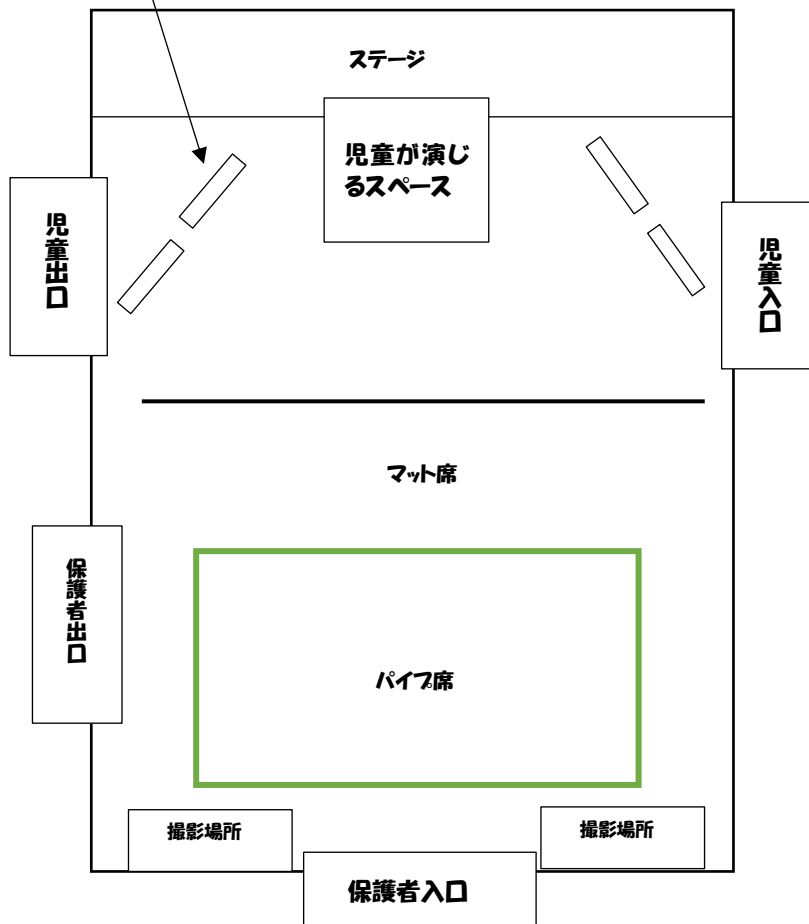 ステージ
児童が演じ
るスペース
児童出口
児童入口
マット席
保護者出口
パイプ席
撮影場所
撮影場所
保護者入口